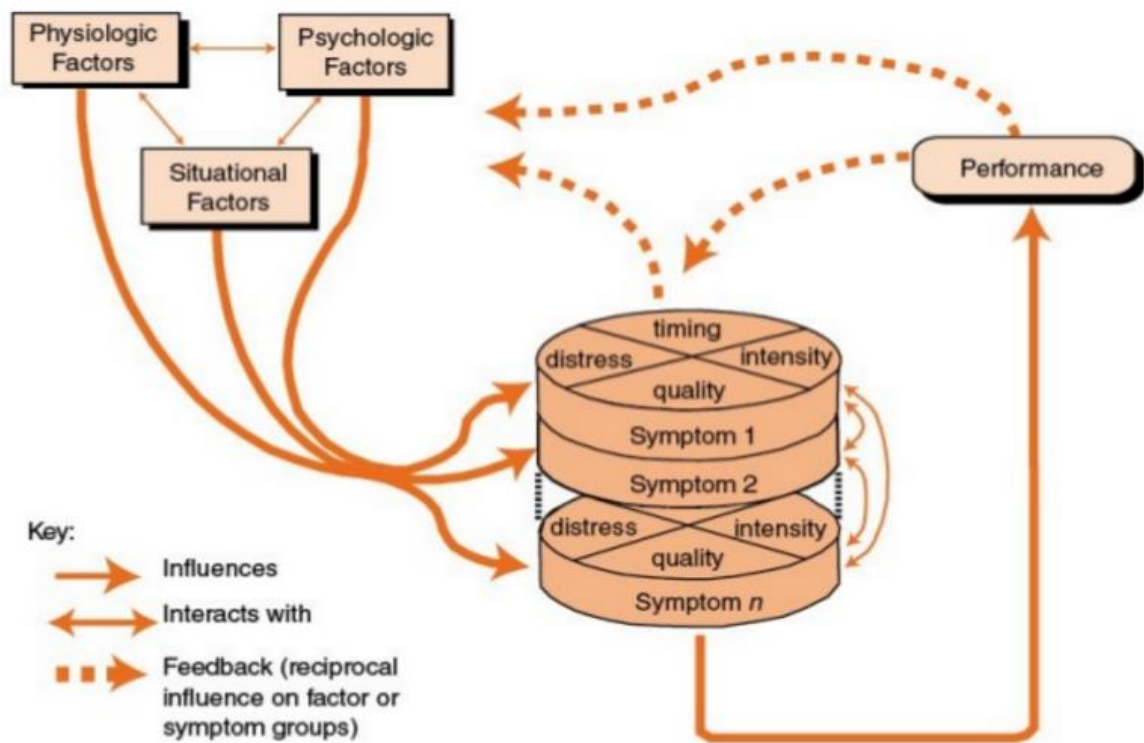 Physiologic
Factors
Psychologic
Factors
Situational
Factors
Performance
timing
distress
intensity
quality
Symptom 1
Symptom 2
distress
intensity
quality
Symptom n
Key:
Influences
Interacts with
Feedback (reciprocal
influence on factor or
symptom groups)